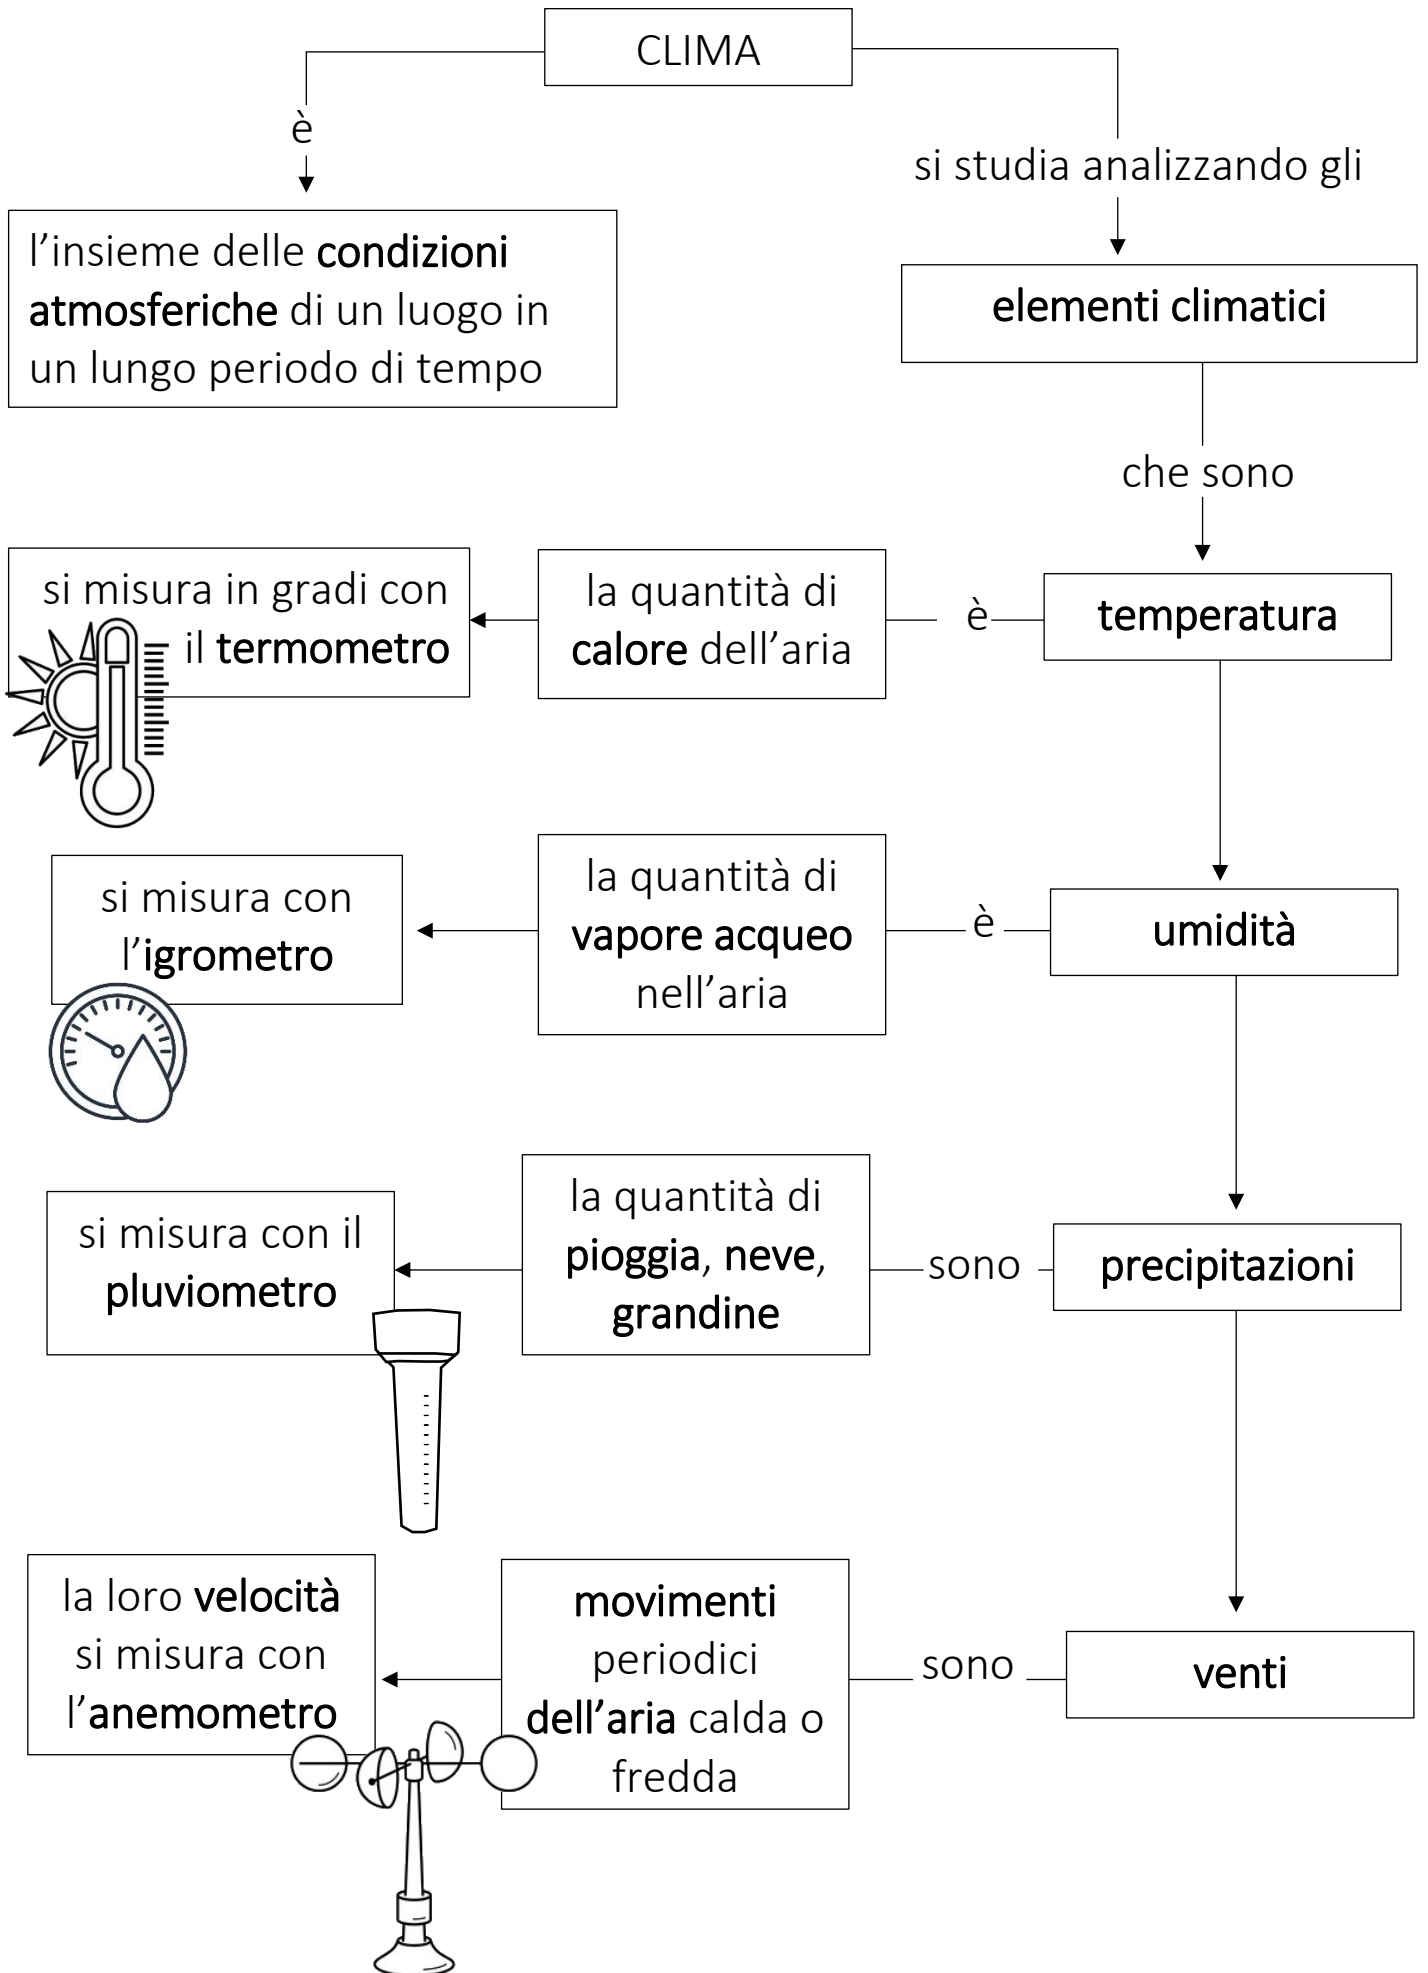 CLIMA
è
si studia analizzando gli
l’insieme delle condizioni
atmosferiche di un luogo in
un lungo periodo di tempo
elementi climatici
che sono
temperatura
è
la quantità di
calore dell’aria
si misura in gradi con
il termometro
umidità
è
la quantità di
vapore acqueo
nell’aria
si misura con
l’igrometro
precipitazioni
sono
la quantità di
pioggia, neve,
grandine
si misura con il
pluviometro
venti
sono
movimenti
periodici
dell’aria calda o
fredda
la loro velocità
si misura con
l’anemometro